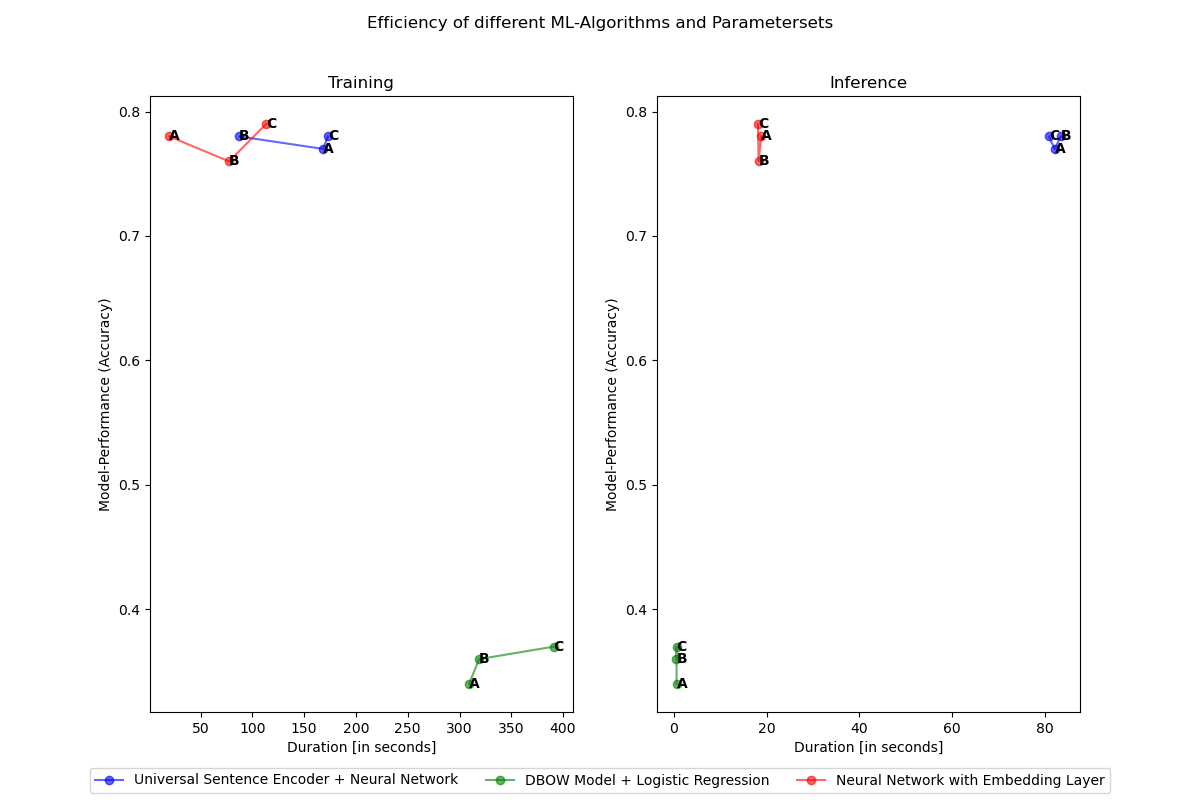 Efficiency of different ML-Algorithms and Parametersets
Training
Model-Performance (Accuracy)
0.8
0.7
0.6
0.5
0.4
A
B
C
B
A
C
A
B
C
50 100 150 200 250 300 350 400
Duration [in seconds]
Inference
Model-Performance (Accuracy)
0.8
0.7
0.6
0.5
0.4
C
A
B
C
B
A
C
B
A
0 20 40 60 80
Duration [in seconds]
Universal Sentence Encoder + Neural Network DBOW Model + Logistic Regression Neural Network with Embedding Layer